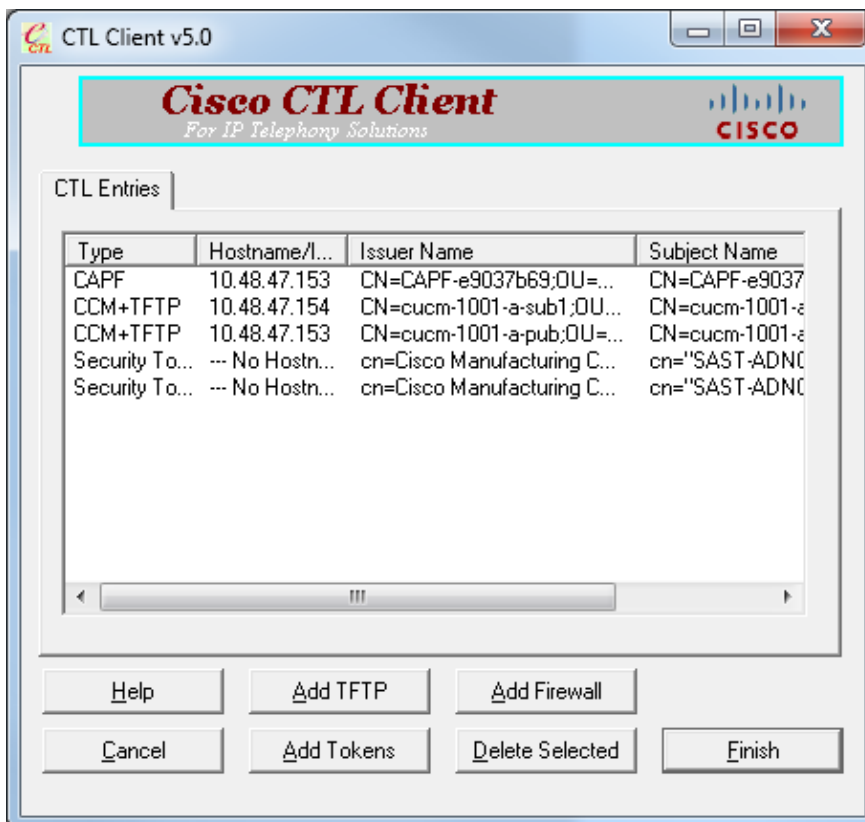 CTL
CTL Client v5.0
Cisco CTL Client
For IP Telephony Solutions
CISCO
CTL Entries
Type Hostname/I... Issuer Name Subject Name
CAPF 10.48.47.153 CN=CAPF-e9037b69;OU=... CN=CAPF-e9037
CCM+TFTP 10.48.47.154 CN=cucm-1001-a-sub1;OU... CN=cucm-1001-a
CCM+TFTP 10.48.47.153 CN=cucm-1001-a-pub;OU=... CN=cucm-1001-a
Security To... --- No Hostn... cn=Cisco Manufacturing C... cn="SAST-ADN0
Security To... --- No Hostn... cn=Cisco Manufacturing C... cn="SAST-ADN0
Help Add TFTP Add Firewall
Cancel Add Tokens Delete Selected Finish